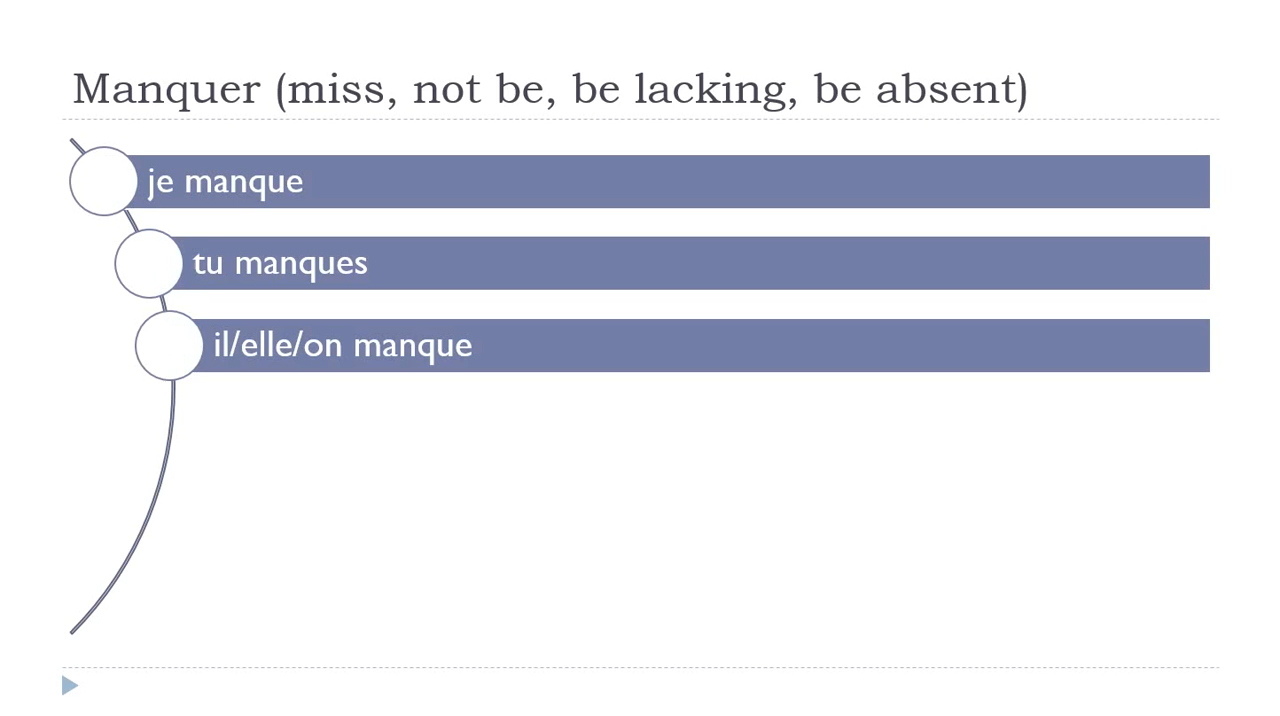 Manquer (miss, not be, be lacking, be absent)
je manque
tu manques
il/elle/on manque